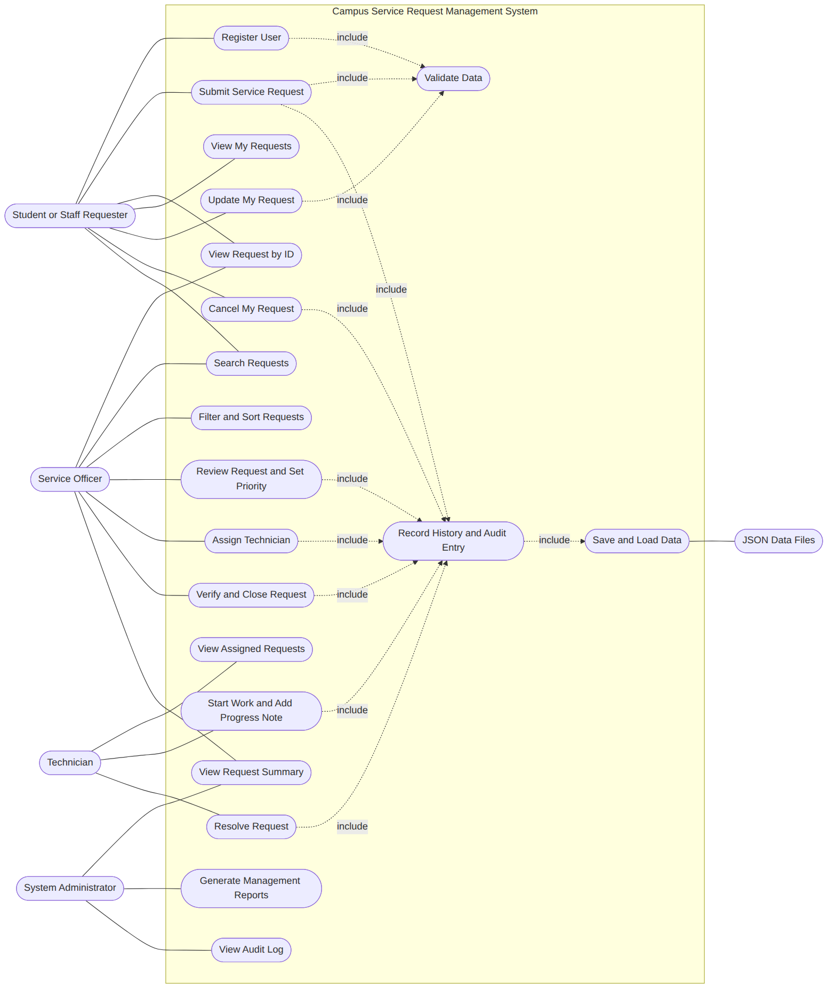 Campus Service Request Management System
Register User
include
Validate Data
Submit Service Request
include
View My Requests
Update My Request
include
Student or Staff Requester
View Request by ID
include
Cancel My Request
include
Search Requests
Filter and Sort Requests
Service Officer
Review Request and Set
Priority
include
Assign Technician
include
Record History and Audit
Entry
include
Save and Load Data
JSON Data Files
Verify and Close Request
include
View Assigned Requests
Start Work and Add
Progress Note
include
Technician
View Request Summary
Resolve Request
include
System Administrator
Generate Management
Reports
View Audit Log